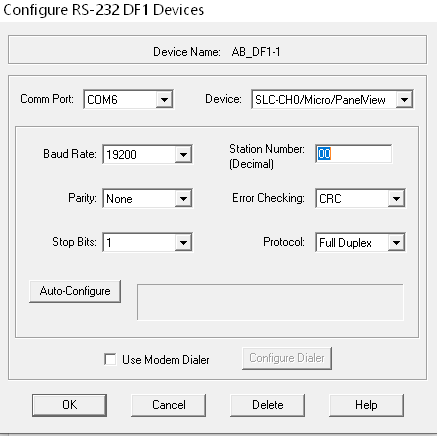 Configure RS-232 DF1 Devices
Device Name: AB_DF1-1
Comm Port: COM6 Device: SLC-CH0/Micro/PanelView
Baud Rate: 19200 Station Number: 00
(Decimal)
Parity: None Error Checking: CRC
Stop Bits: 1 Protocol: Full Duplex
Auto-Configure
Use Modem Dialer Configure Dialer
OK Cancel Delete Help